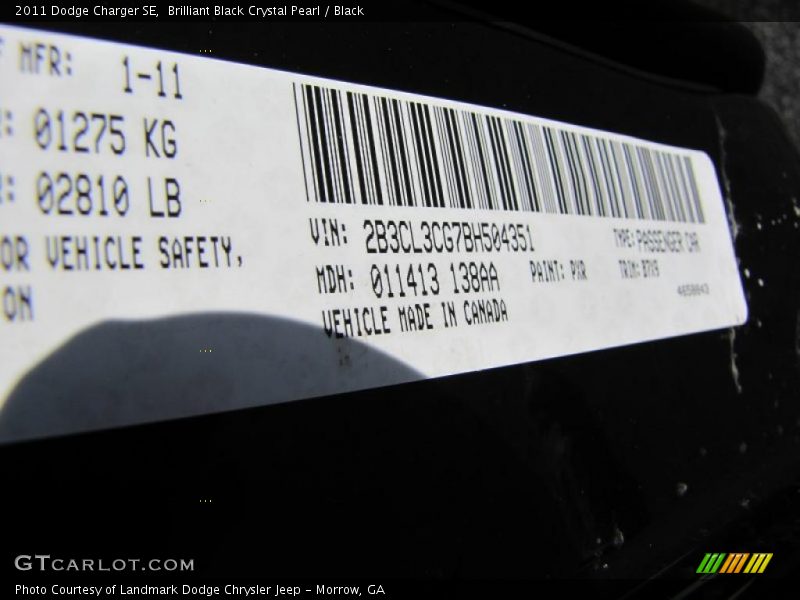 2011 Dodge Charger SE,  Brilliant Black Crystal Pearl / Black
MFR: 1-11
01275 KG
02810 LB
OR VEHICLE SAFETY,
ON
VIN: 2B3CL3CG7BH504351
TYPE: PASSENGER CAR
MDH: 011413 138AA
PAINT: PXR
TRIM:
VEHICLE MADE IN CANADA
GTCARLOT.COM
Photo Courtesy of Landmark Dodge Chrysler Jeep - Morrow, GA